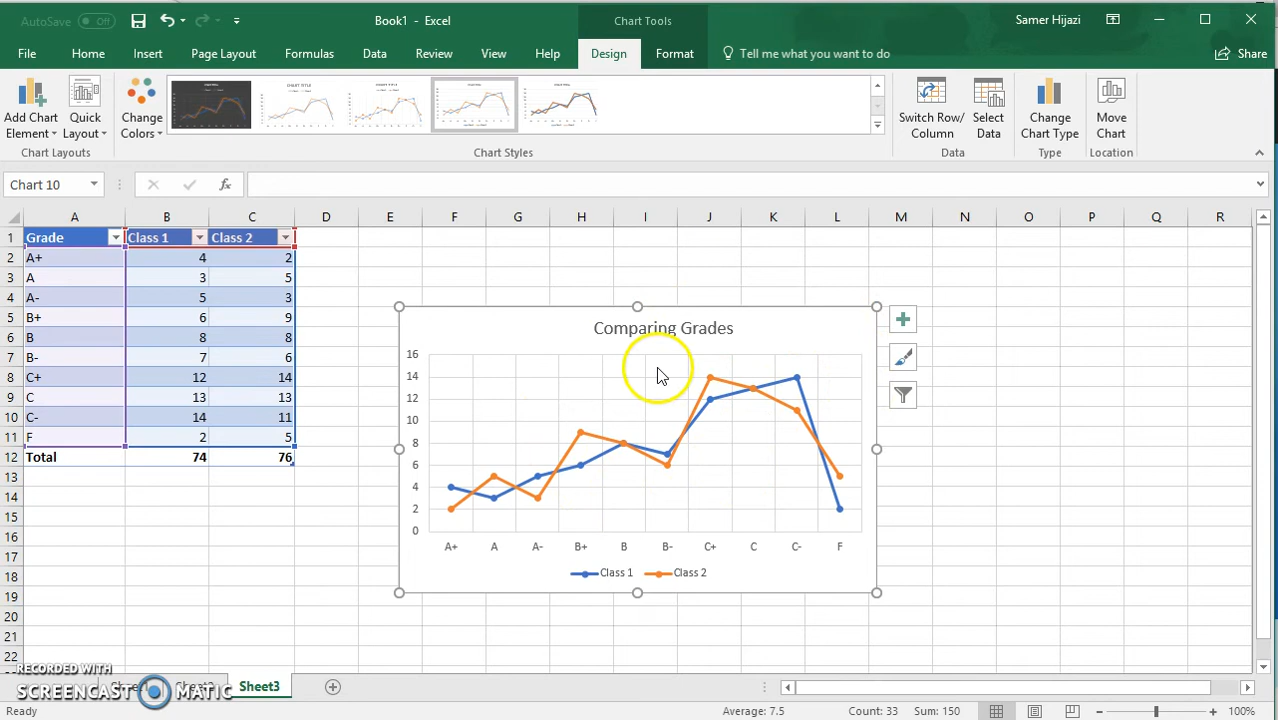 AutoSave Off Book1 - Excel Chart Tools Samer Hijazi
File Home Insert Page Layout Formulas Data Review View Help Design Format Tell me what you want to do Share
Add Chart Element
Quick Layout
Change Colors
Switch Row/ Column
Select Data
Change Chart Type
Move Chart
Chart Layouts Chart Styles Data Type Location
Chart 10 fx
A B C D E F G H I J K L M N O P Q R
1 Grade Class 1 Class 2
2 A+ 4 2
3 A 3 5
4 A- 5 3
5 B+ 6 9
6 B 8 8
7 B- 7 6
8 C+ 12 14
9 C 13 13
10 C- 14 11
11 F 2 5
12 Total 74 76
13
14
15
16
17
18
19
20
21
22
Comparing Grades
16
14
12
10
8
6
4
2
0
A+ A A- B+ B B- C+ C C- F
Class 1 Class 2
RECORDED WITH
SCREENCAST MATIC
Sheet3
Ready Average: 7.5 Count: 33 Sum: 150 100%